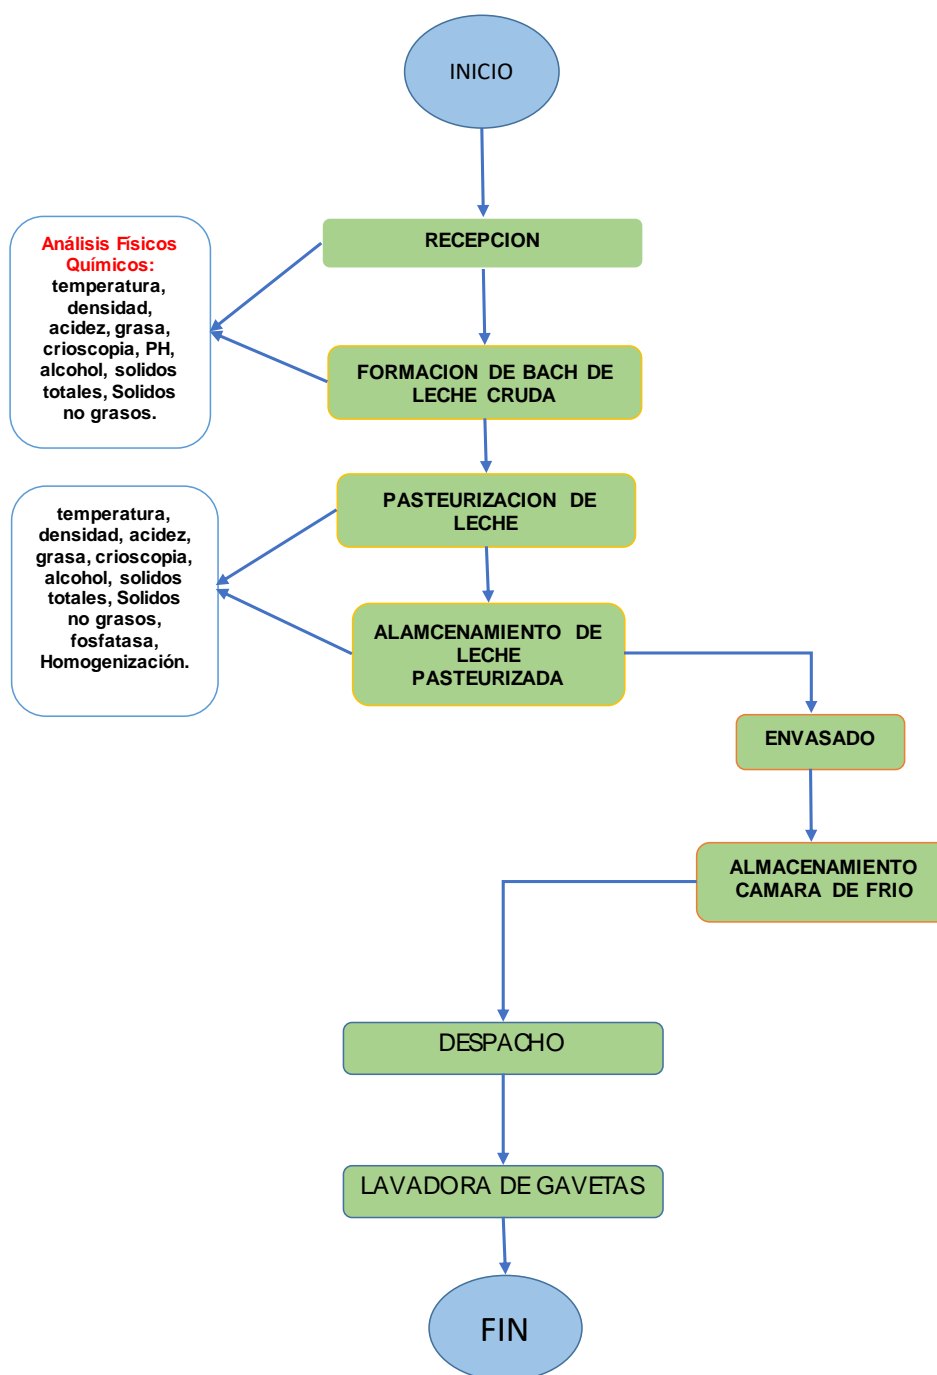 INICIO
RECEPCION
Análisis Físicos
Químicos:
temperatura,
densidad,
acidez, grasa,
crioscopia, PH,
alcohol, solidos
totales, Solidos
no grasos.
FORMACION DE BACH DE
LECHE CRUDA
PASTEURIZACION DE
LECHE
temperatura,
densidad, acidez,
grasa, crioscopia,
alcohol, solidos
totales, Solidos
no grasos,
fosfatasa,
Homogenización.
ALAMCENAMIENTO DE
LECHE
PASTEURIZADA
ENVASADO
ALMACENAMIENTO
CAMARA DE FRIO
DESPACHO
LAVADORA DE GAVETAS
FIN